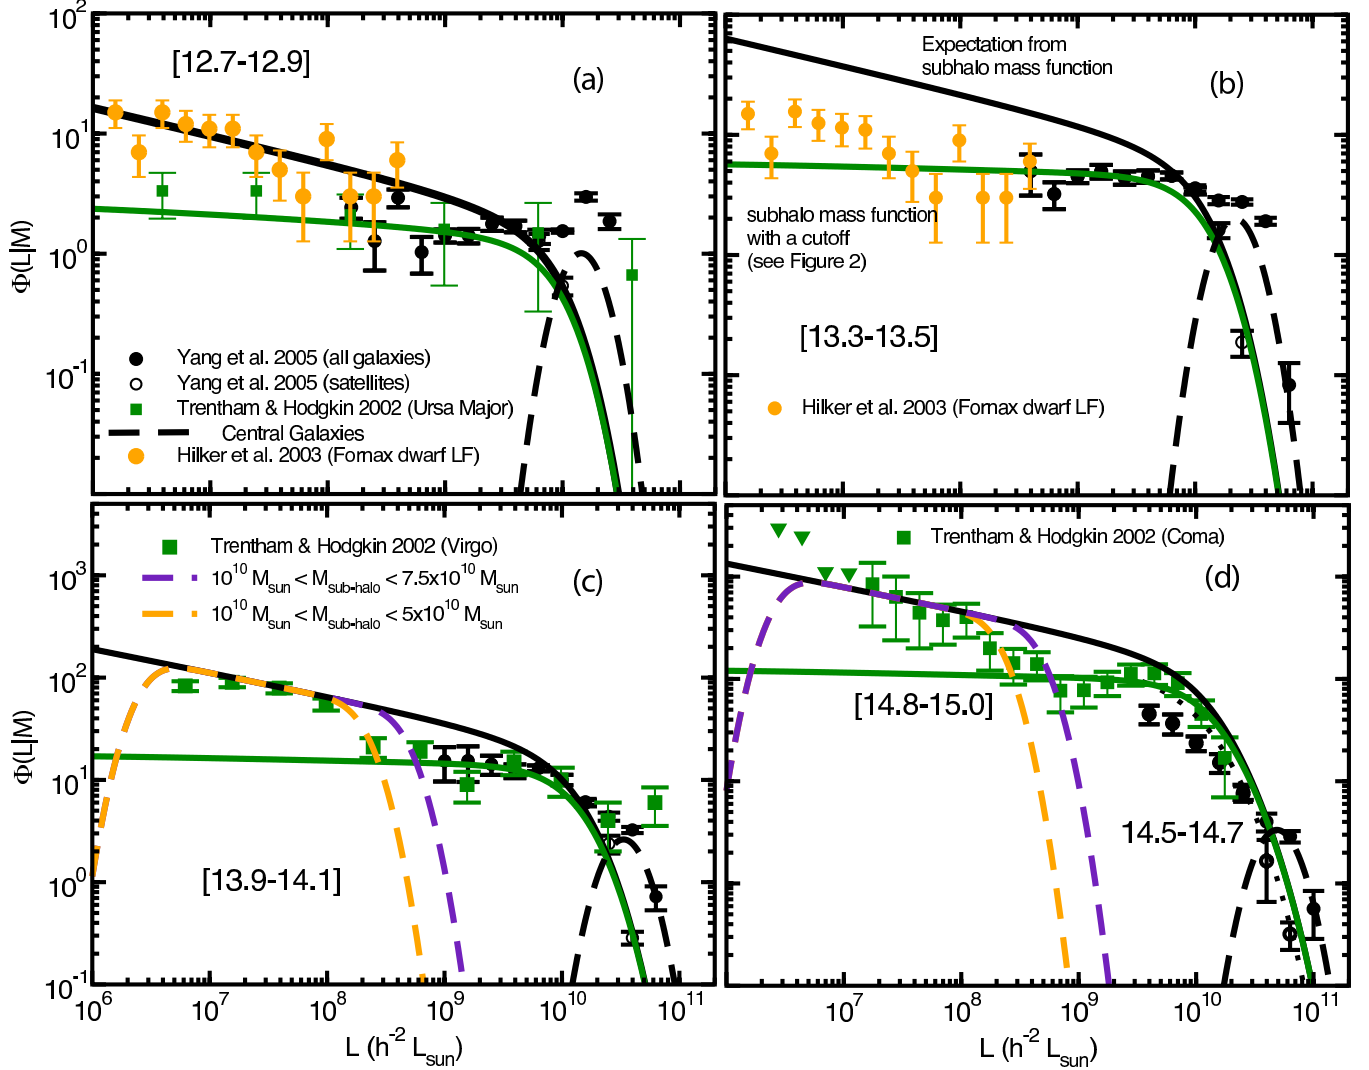 10^2
10^1
10^0
10^-1
Φ(L|M)
[12.7-12.9]
(a)
Yang et al. 2005 (all galaxies)
Yang et al. 2005 (satellites)
Trentham & Hodgkin 2002 (Ursa Major)
Central Galaxies
Hilker et al. 2003 (Fornax dwarf LF)
Expectation from
subhalo mass function
(b)
subhalo mass function
with a cutoff
(see Figure 2)
[13.3-13.5]
Hilker et al. 2003 (Fornax dwarf LF)
10^3
10^2
10^1
10^0
10^-1
Φ(L|M)
Trentham & Hodgkin 2002 (Virgo)
10^10 M_sun < M_sub-halo < 7.5x10^10 M_sun
10^10 M_sun < M_sub-halo < 5x10^10 M_sun
(c)
[13.9-14.1]
10^6 10^7 10^8 10^9 10^10 10^11
L (h^-2 L_sun)
Trentham & Hodgkin 2002 (Coma)
(d)
[14.8-15.0]
14.5-14.7
10^7 10^8 10^9 10^10 10^11
L (h^-2 L_sun)